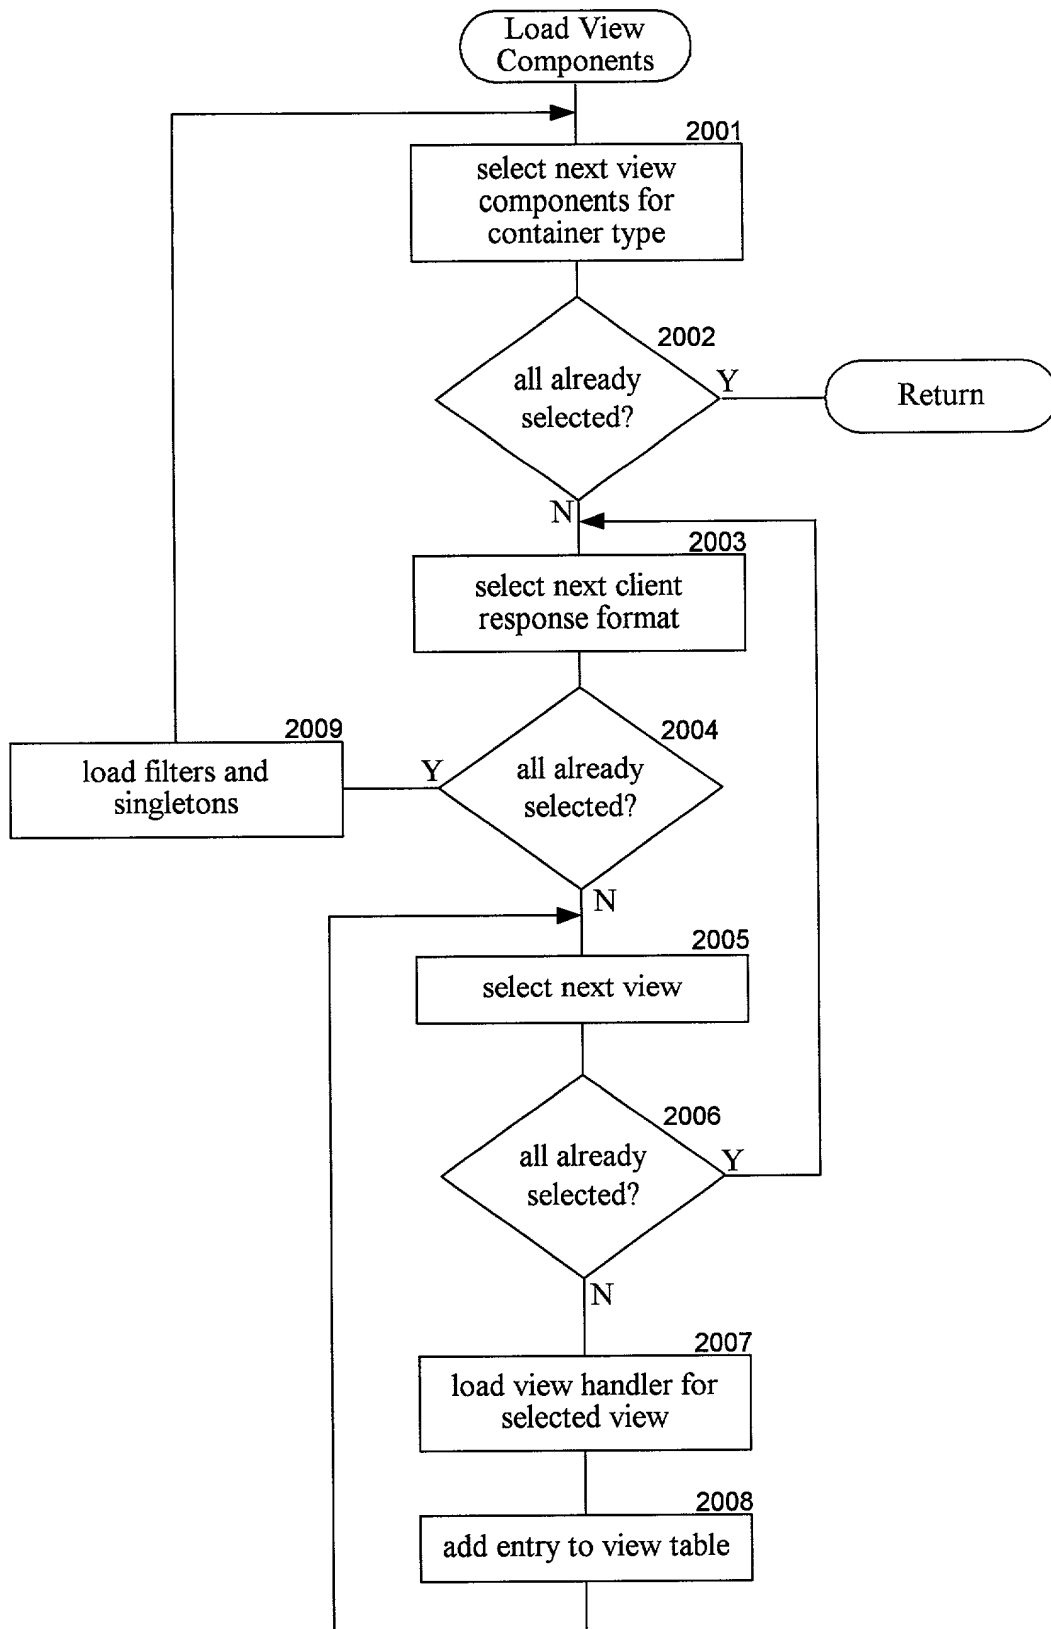 Load View
Components
2001
select next view
components for
container type
2002
all already
selected?
Y
Return
N
2003
select next client
response format
2004
all already
selected?
Y
2009
load filters and
singletons
N
2005
select next view
2006
all already
selected?
Y
N
2007
load view handler for
selected view
2008
add entry to view table